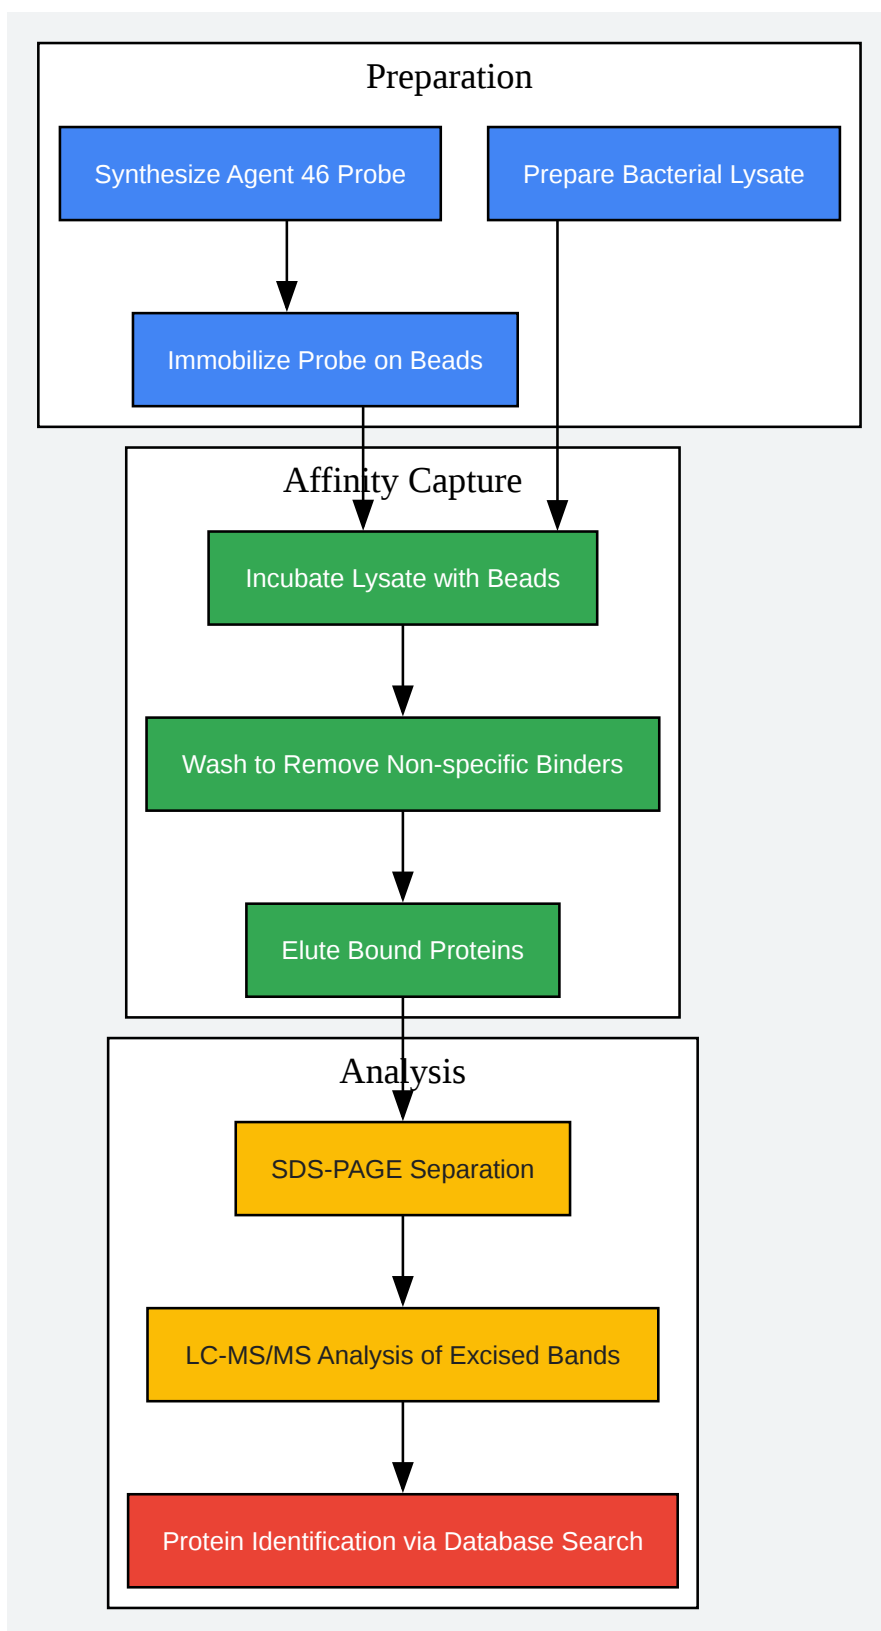 Preparation
Synthesize Agent 46 Probe
Prepare Bacterial Lysate
Immobilize Probe on Beads
Affinity Capture
Incubate Lysate with Beads
Wash to Remove Non-specific Binders
Elute Bound Proteins
Analysis
SDS-PAGE Separation
LC-MS/MS Analysis of Excised Bands
Protein Identification via Database Search